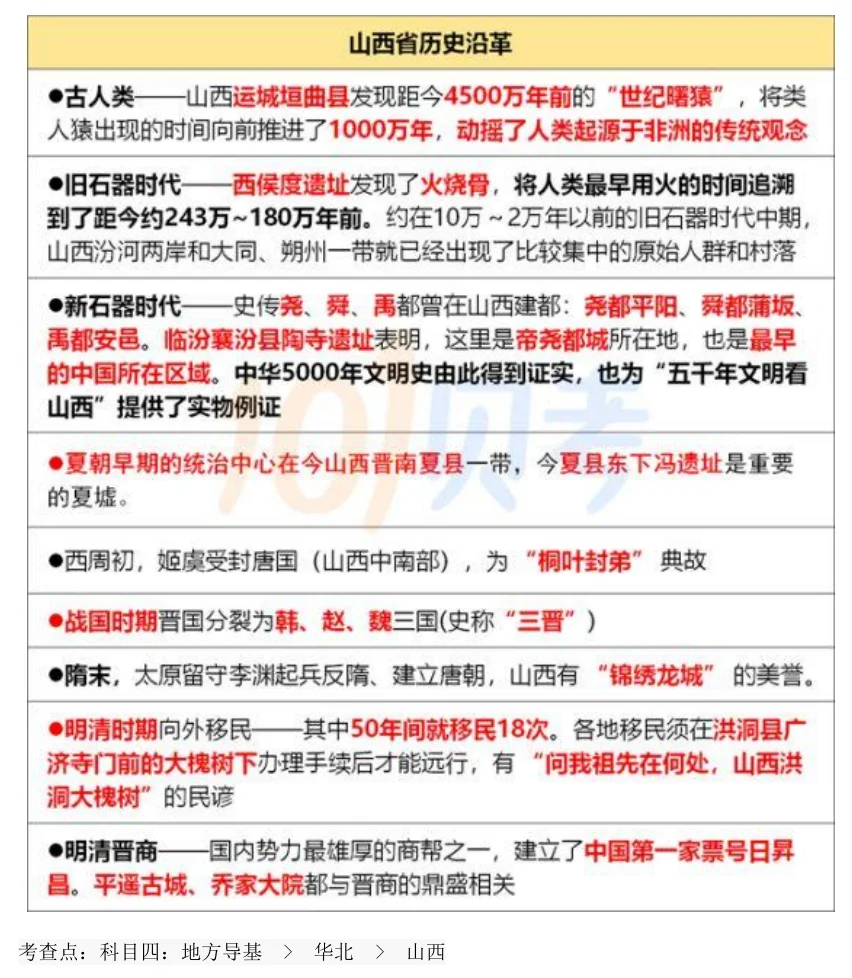 山西省历史沿革
●古人类——山西运城垣曲县发现距今4500万年前的“世纪曙猿”，将类
人猿出现的时间向前推进了1000万年，动摇了人类起源于非洲的传统观念
●旧石器时代——西侯度遗址发现了火烧骨，将人类最早用火的时间追溯
到了距今约243万~180万年前。约在10万～2万年以前的旧石器时代中期，
山西汾河两岸和大同、朔州一带就已经出现了比较集中的原始人群和村落
●新石器时代——史传尧、舜、禹都曾在山西建都：尧都平阳、舜都蒲坂、
禹都安邑。临汾襄汾县陶寺遗址表明，这里是帝尧都城所在地，也是最早
的中国所在区域。中华5000年文明史由此得到证实，也为“五千年文明看
山西”提供了实物例证
●夏朝早期的统治中心在今山西晋南夏县一带，今夏县东下冯遗址是重要
的夏墟。
●西周初，姬虞受封唐国（山西中南部），为“桐叶封弟”典故
●战国时期晋国分裂为韩、赵、魏三国(史称“三晋”）
●隋末，太原留守李渊起兵反隋、建立唐朝，山西有“锦绣龙城”的美誉。
●明清时期向外移民——其中50年间就移民18次。各地移民须在洪洞县广
济寺门前的大槐树下办理手续后才能远行，有“问我祖先在何处，山西洪
洞大槐树”的民谚
●明清晋商——国内势力最雄厚的商帮之一，建立了中国第一家票号日昇
昌。平遥古城、乔家大院都与晋商的鼎盛相关
101贝考
考查点：科目四：地方导基 > 华北 > 山西